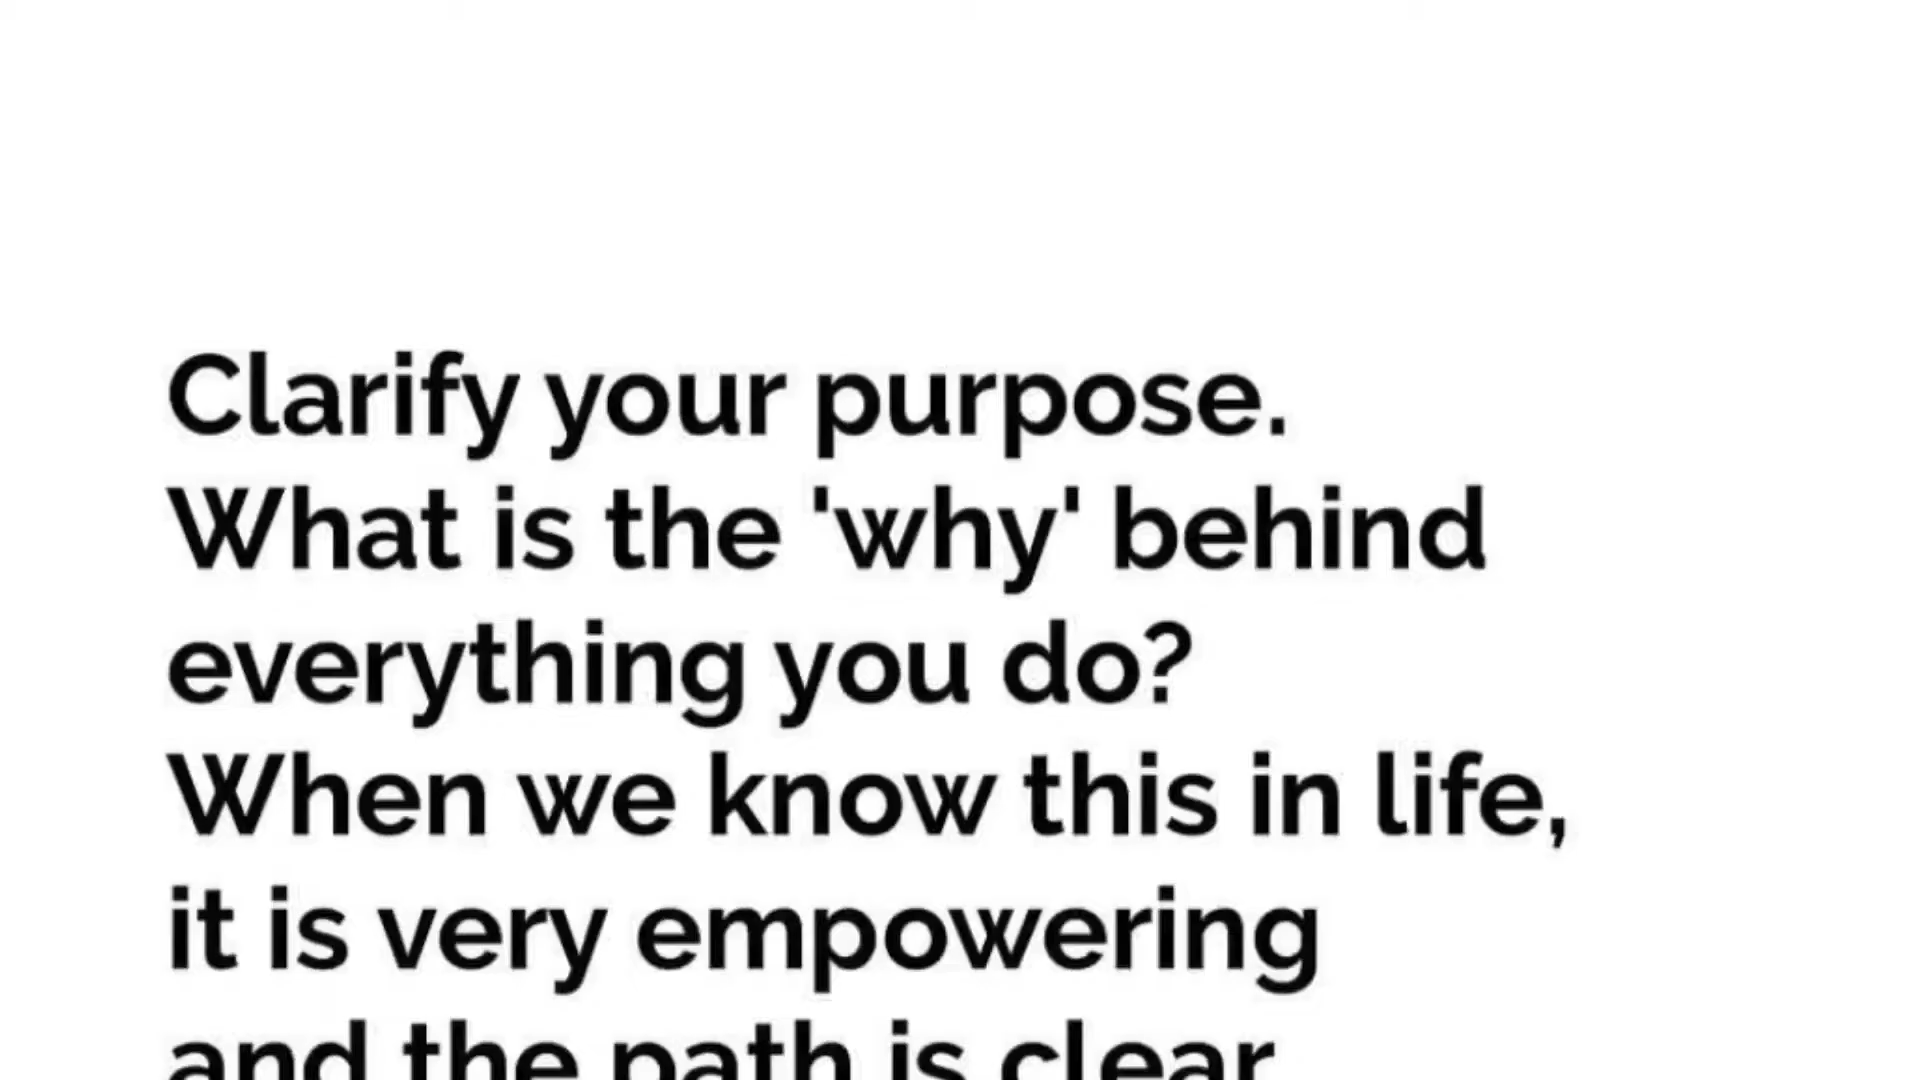 Clarify your purpose.
What is the 'why' behind
everything you do?
When we know this in life,
it is very empowering
and the path is clear